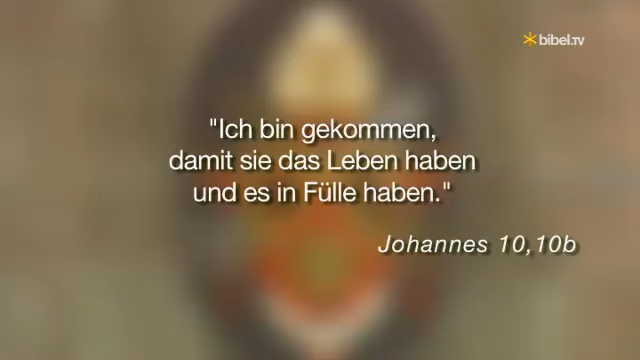 bibel.TV
"Ich bin gekommen,
damit sie das Leben haben
und es in Fülle haben."
Johannes 10,10b